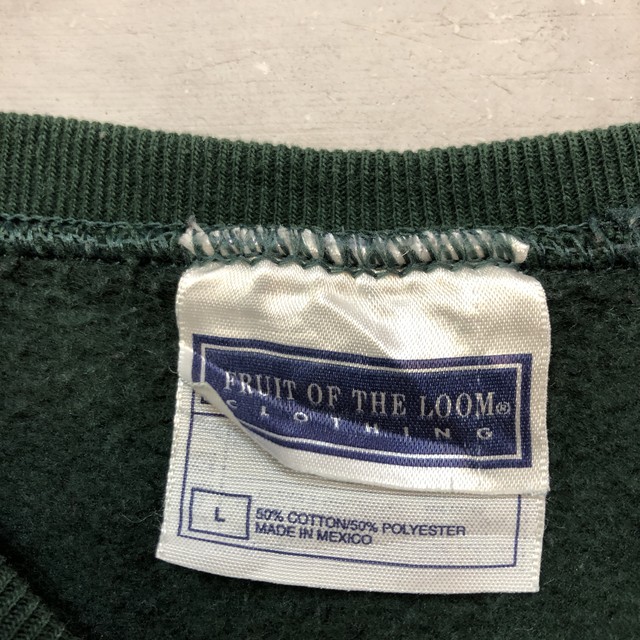 FRUIT OF THE LOOM®
CLOTHING
L
50% COTTON/50% POLYESTER
MADE IN MEXICO